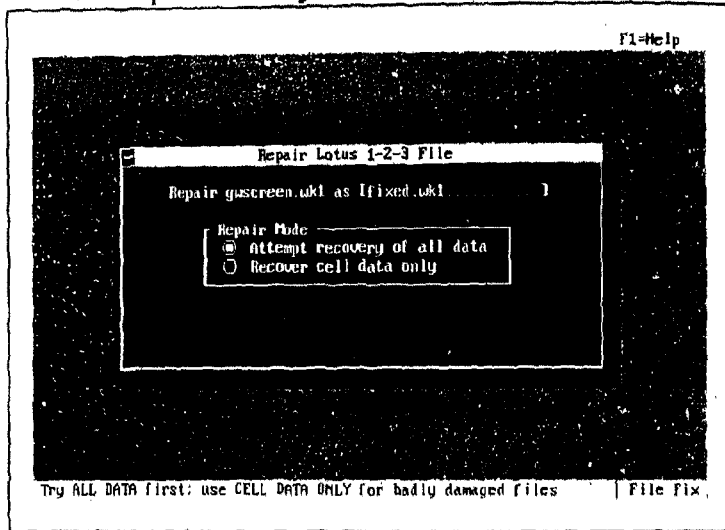 F1=Help
Repair Lotus 1-2-3 File
Repair gwscreen.wk1 as [fixed.wk1..........]
Repair Mode
Attempt recovery of all data
Recover cell data only
Try ALL DATA first; use CELL DATA ONLY for badly damaged files | File Fix